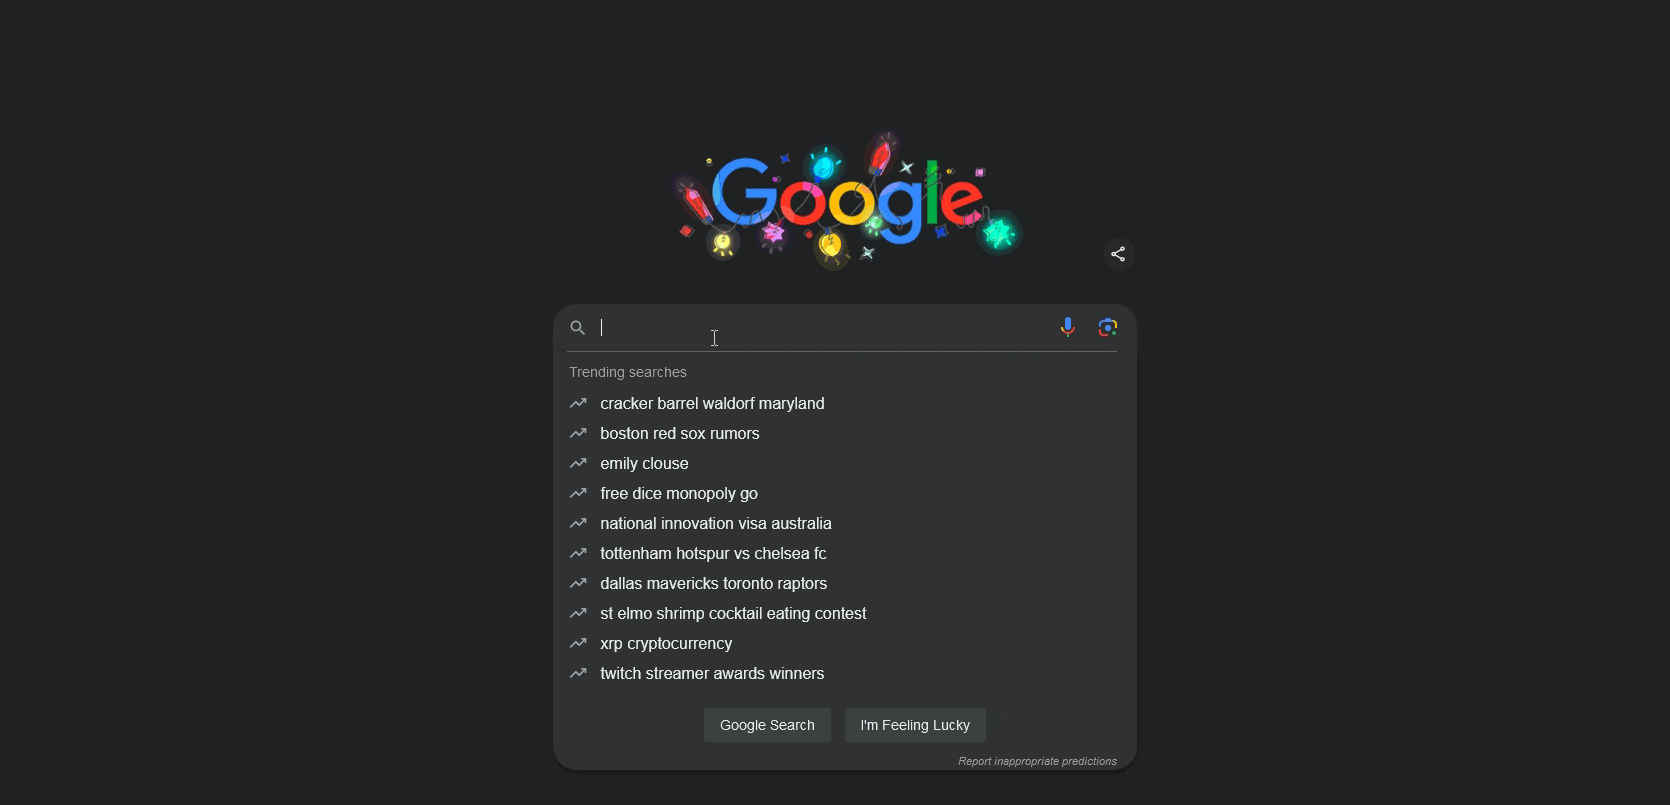 Google
Trending searches
cracker barrel waldorf maryland
boston red sox rumors
emily clouse
free dice monopoly go
national innovation visa australia
tottenham hotspur vs chelsea fc
dallas mavericks toronto raptors
st elmo shrimp cocktail eating contest
xrp cryptocurrency
twitch streamer awards winners
Google Search
I'm Feeling Lucky
Report inappropriate predictions